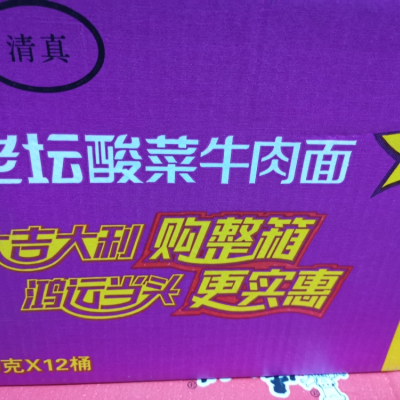 清真
老坛酸菜牛肉面
吉大利 购整箱
鸿运当头 更实惠
克X12桶